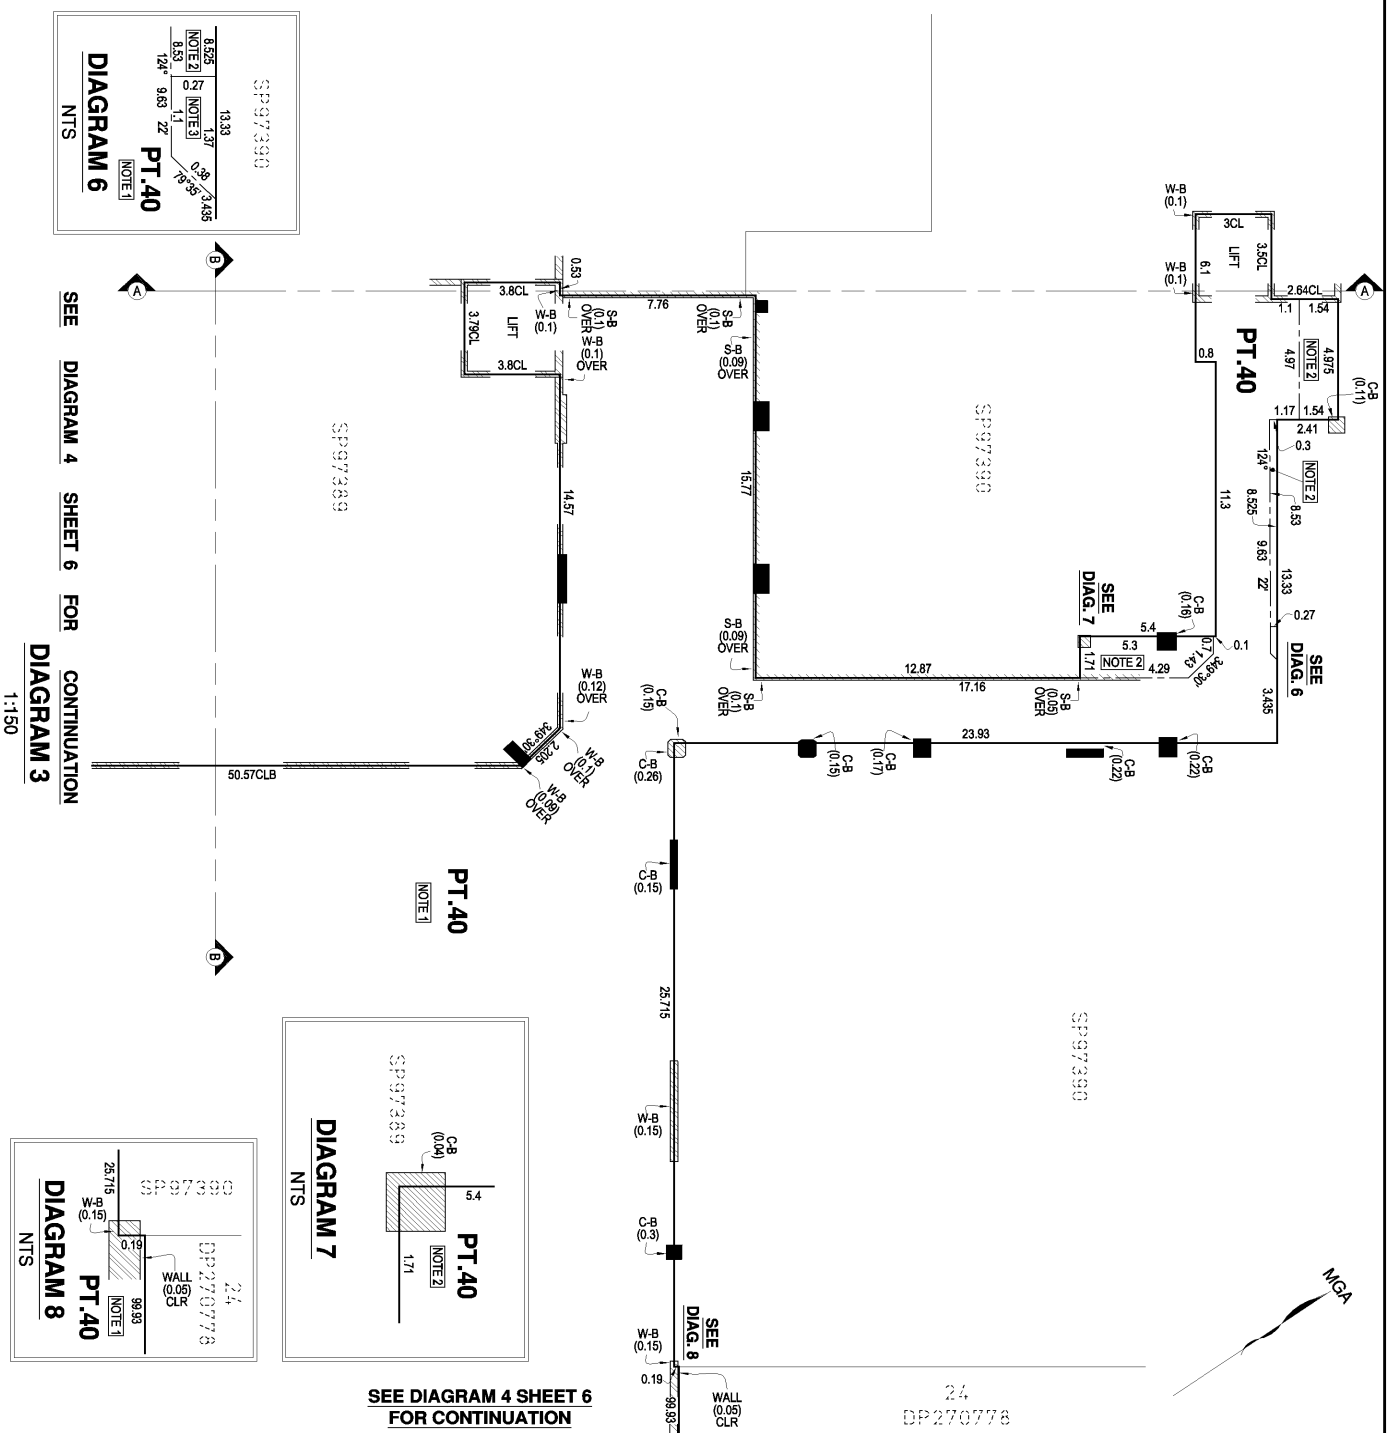 SP97390
13.33
8.525
NOTE 2
8.53
0.27
NOTE 3
1.37
1.1
124° 9.63 22'
0.38
79°35'
3.435
PT.40
NOTE 1
DIAGRAM 6
NTS
B
A
SEE DIAGRAM 4 SHEET 6 FOR CONTINUATION
DIAGRAM 3
1:150
W-B
(0.1)
3CL
LIFT
3.5CL
6.1
W-B
(0.1)
2.64CL
A
1.1
1.54
PT.40
4.97
NOTE 2
4.975
C-B
(0.11)
0.8
1.17
1.54
2.41
0.3
124°
NOTE 2
8.53
8.525
9.63
22'
11.3
13.33
0.27
SEE
DIAG. 6
3.435
0.53
3.8CL
W-B
(0.1)
S-B
(0.1)
OVER
7.76
S-B
(0.1)
OVER
LIFT
3.79CL
3.8CL
W-B
(0.1)
OVER
S-B
(0.09)
OVER
SP97389
SP97390
14.57
15.77
SEE
DIAG. 7
C-B
(0.16)
5.4
5.3
0.7
0.1
1.43
349°30'
1.71
NOTE 2
4.29
S-B
(0.09)
OVER
S-B
(0.1)
OVER
12.87
17.16
S-B
(0.05)
OVER
W-B
(0.12)
OVER
349°30'
2.205
W-B
(0.1)
OVER
W-B
(0.09)
OVER
50.57CLB
C-B
(0.15)
C-B
(0.26)
23.93
C-B
(0.15)
C-B
(0.17)
C-B
(0.22)
C-B
(0.22)
C-B
(0.15)
PT.40
NOTE 1
B
25.715
SP97390
W-B
(0.15)
C-B
(0.3)
SEE
DIAG. 8
W-B
(0.15)
0.19
99.93
WALL
(0.05)
CLR
24
DP270778
MGA
SP97389
C-B
(0.04)
5.4
1.71
PT.40
NOTE 2
DIAGRAM 7
NTS
25.715
SP97390
W-B
(0.15)
0.19
24
DP270778
WALL
(0.05)
CLR
99.93
PT.40
NOTE 1
DIAGRAM 8
NTS
SEE DIAGRAM 4 SHEET 6
FOR CONTINUATION